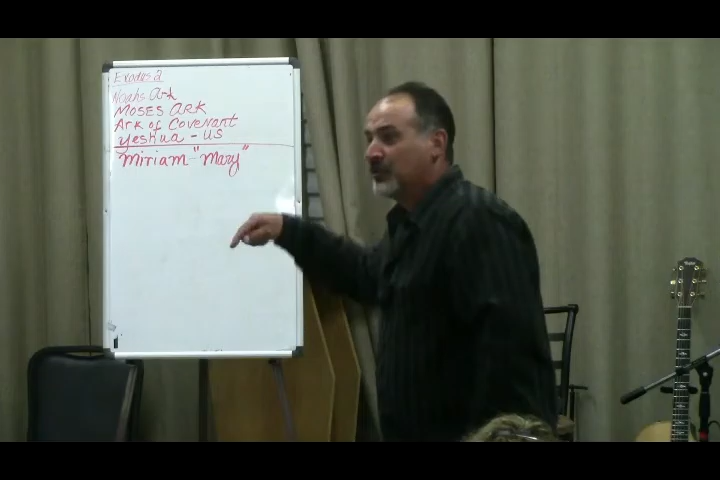 Exodus 2
Noahs Ark
MOSES ARK
Ark of Covenant
Yeshua - US
Miriam - "Mary"